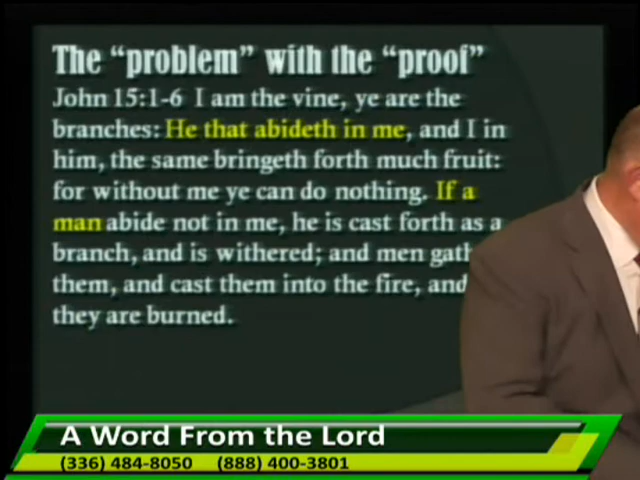 The “problem” with the “proof”
John 15:1-6 I am the vine, ye are the
branches: He that abideth in me, and I in
him, the same bringeth forth much fruit:
for without me ye can do nothing. If a
man abide not in me, he is cast forth as a
branch, and is withered; and men
them, and cast them into the fire, and
they are burned.
A Word From the Lord
(336) 484-8050 (888) 400-3801